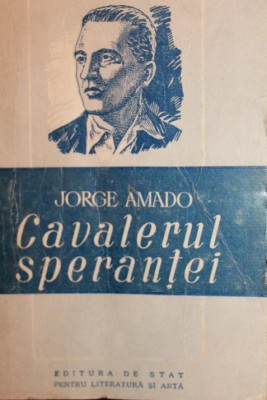 JORGE AMADO
Cavalerul
speranței
EDITURA DE STAT
PENTRU LITERATURĂ ȘI ARTĂ